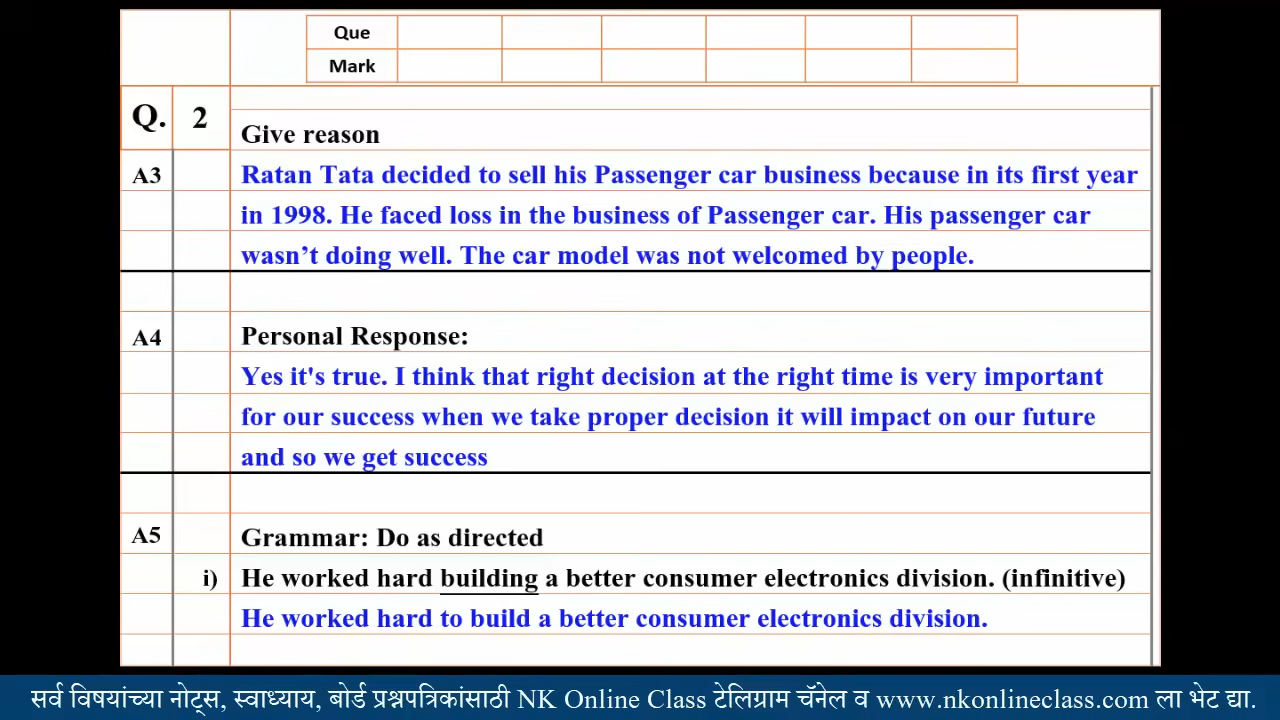 Que
Mark
Q. 2
Give reason
A3 Ratan Tata decided to sell his Passenger car business because in its first year
in 1998. He faced loss in the business of Passenger car. His passenger car
wasn’t doing well. The car model was not welcomed by people.
A4 Personal Response:
Yes it's true. I think that right decision at the right time is very important
for our success when we take proper decision it will impact on our future
and so we get success
A5 Grammar: Do as directed
i) He worked hard building a better consumer electronics division. (infinitive)
He worked hard to build a better consumer electronics division.
सर्व विषयांच्या नोट्स, स्वाध्याय, बोर्ड प्रश्नपत्रिकांसाठी NK Online Class टेलिग्राम चॅनेल व www.nkonlineclass.com ला भेट द्या.